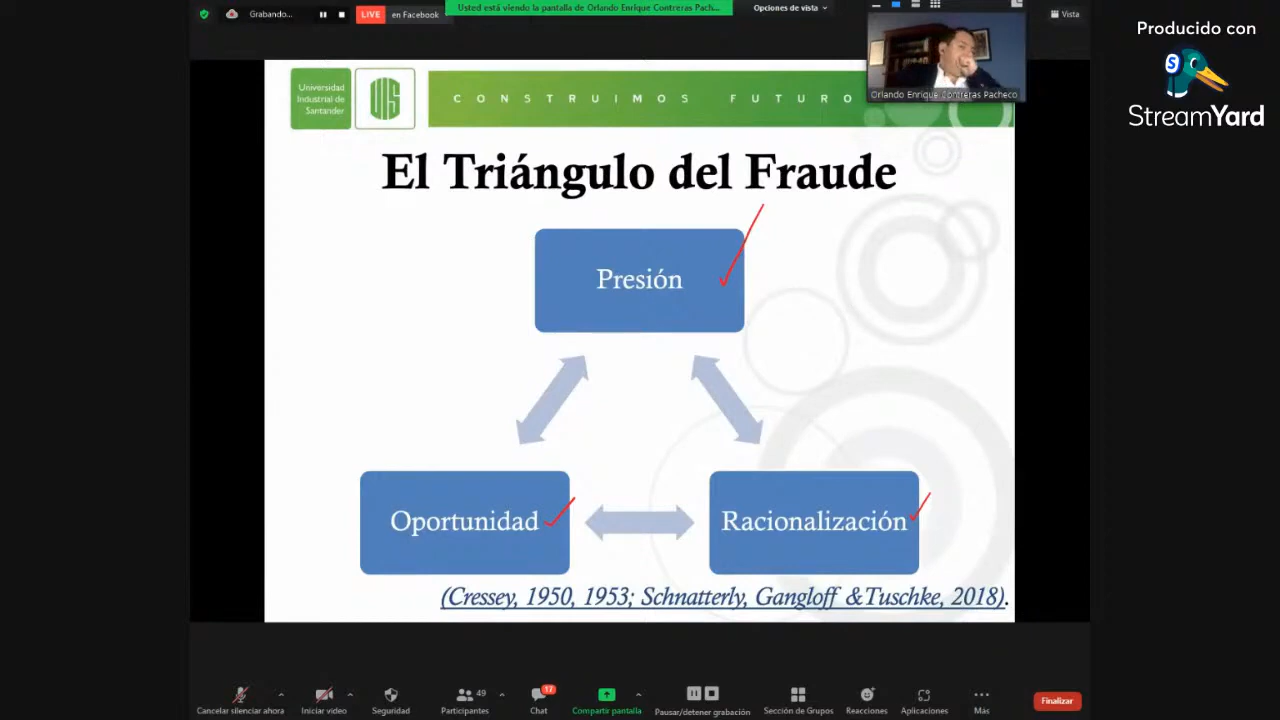 Grabando...
LIVE en Facebook
Usted está viendo la pantalla de Orlando Enrique Contreras Pach...
Opciones de vista
Vista
Producido con
StreamYard
Orlando Enrique Contreras Pacheco
Universidad
Industrial de
Santander
UIS
CONSTRUIMOS FUTURO
El Triángulo del Fraude
Presión
Oportunidad
Racionalización
(Cressey, 1950, 1953; Schnatterly, Gangloff &Tuschke, 2018).
Cancelar silenciar ahora
Iniciar video
Seguridad
49
Participantes
17
Chat
Compartir pantalla
Pausar/detener grabación
Sección de Grupos
Reacciones
Aplicaciones
Más
Finalizar